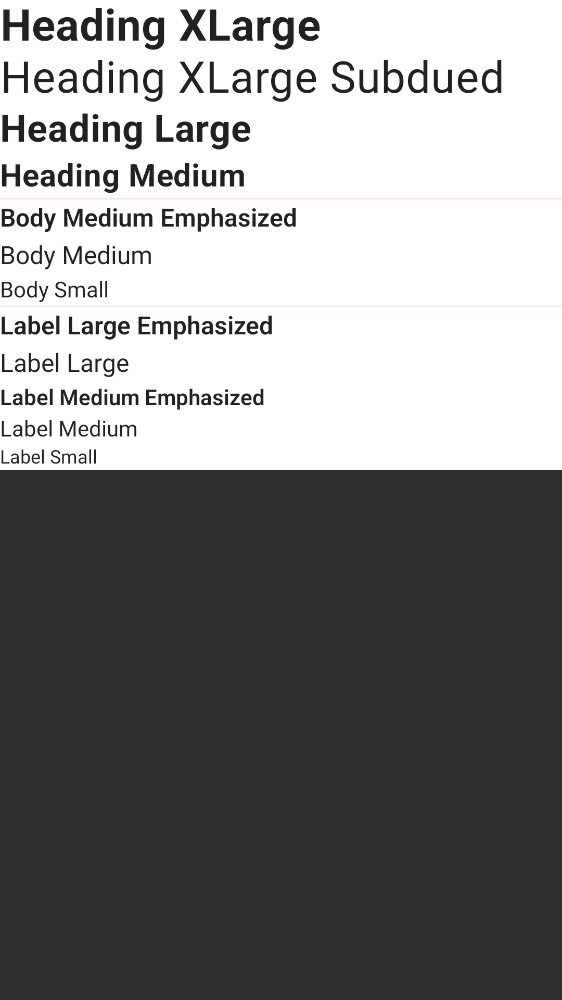 Heading XLarge
Heading XLarge Subdued
Heading Large
Heading Medium
Body Medium Emphasized
Body Medium
Body Small
Label Large Emphasized
Label Large
Label Medium Emphasized
Label Medium
Label Small